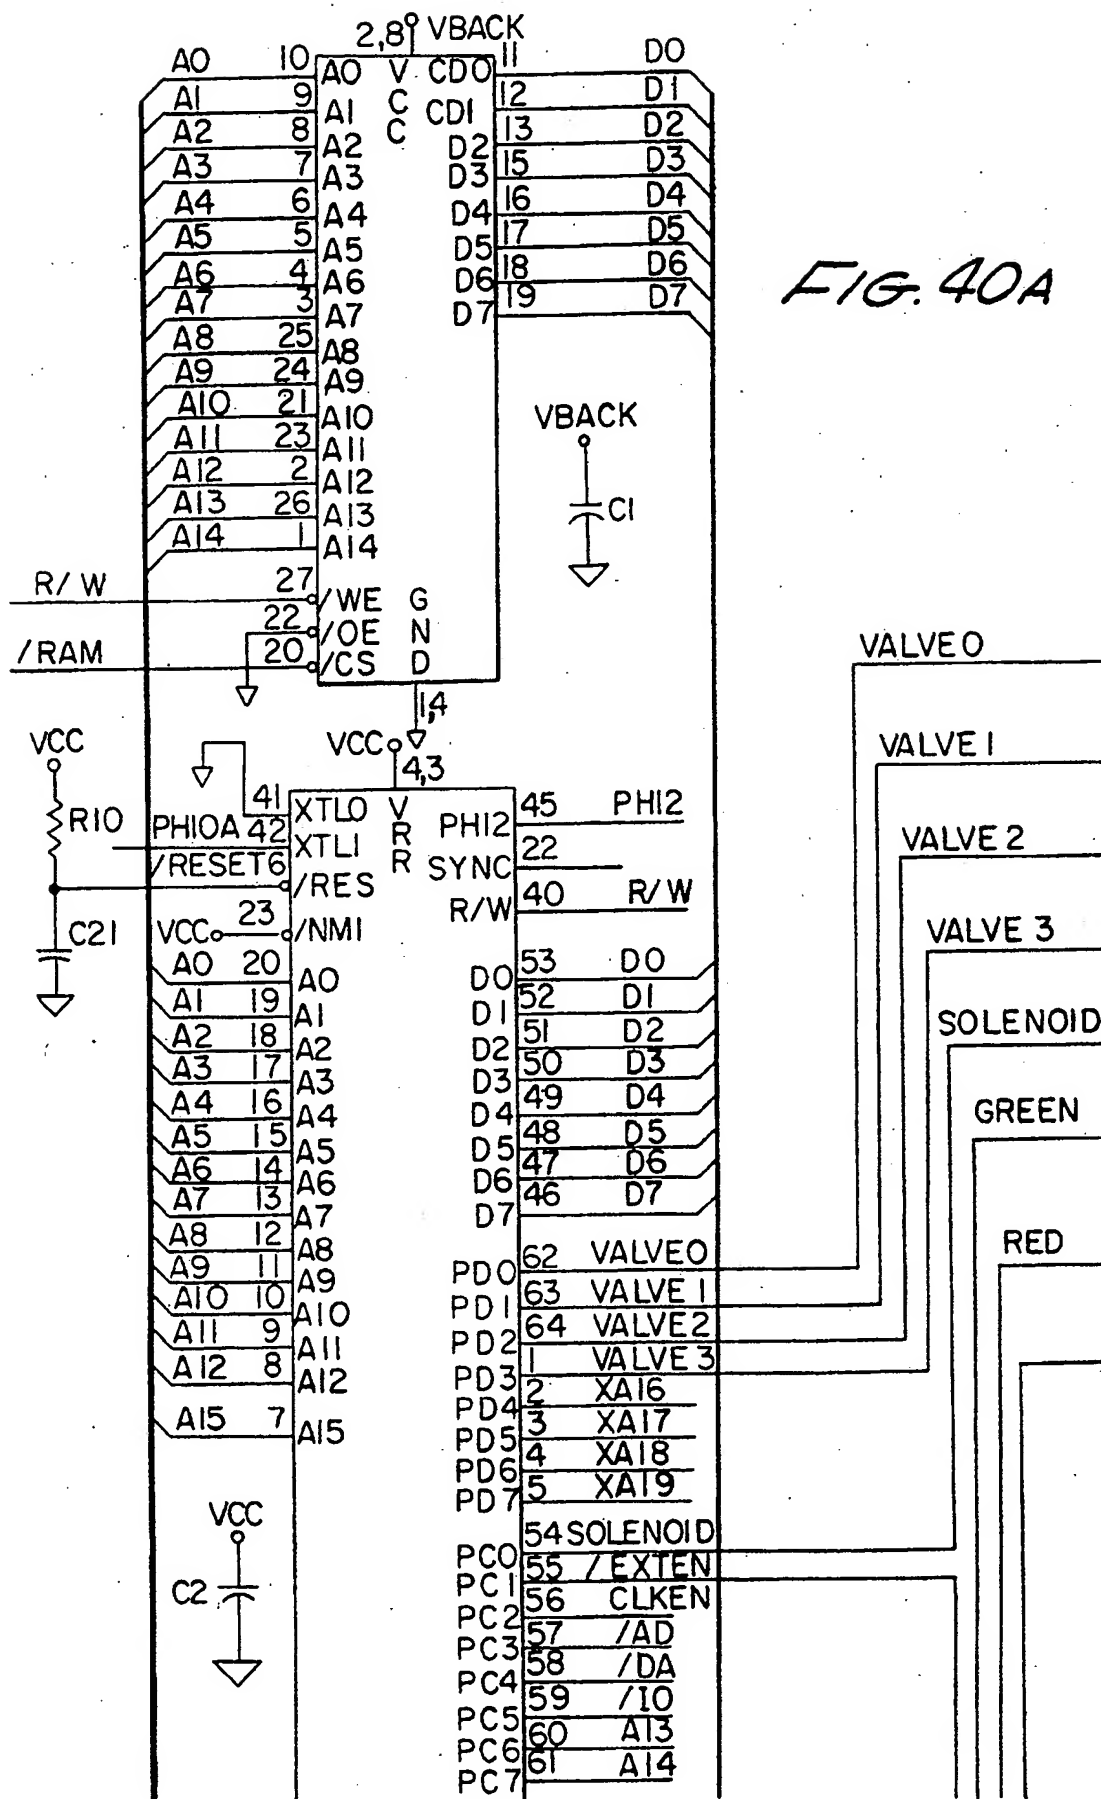 2,8 VBACK
A0 10 A0 V CD0 11 D0
A1 9 A1 C CD1 12 D1
A2 8 A2 C D2 13 D2
A3 7 A3 D3 15 D3
A4 6 A4 D4 16 D4
A5 5 A5 D5 17 D5
A6 4 A6 D6 18 D6
A7 3 A7 D7 19 D7
FIG. 40A
A8 25 A8
A9 24 A9
A10 21 A10
A11 23 A11
A12 2 A12
A13 26 A13
A14 1 A14
VBACK
C1
R/W 27 /WE G
22 /OE N
/RAM 20 /CS D
1,4
VALVE0
VALVE1
VALVE 2
VALVE 3
SOLENOID
GREEN
RED
VCC
R10
C21
VCC 4,3
41 XTLO V PHI2 45 PHI2
PHI0A 42 XTLI R SYNC 22
/RESET 6 /RES R R/W 40 R/W
VCC 23 /NMI
A0 20 A0 D0 53 D0
A1 19 A1 D1 52 D1
A2 18 A2 D2 51 D2
A3 17 A3 D3 50 D3
A4 16 A4 D4 49 D4
A5 15 A5 D5 48 D5
A6 14 A6 D6 47 D6
A7 13 A7 D7 46 D7
A8 12 A8
A9 11 A9
A10 10 A10
A11 9 A11
A12 8 A12
A15 7 A15
PD0 62 VALVE0
PD1 63 VALVE 1
PD2 64 VALVE2
PD3 1 VALVE 3
PD4 2 XA16
PD5 3 XA17
PD6 4 XA18
PD7 5 XA19
VCC
C2
PC0 54 SOLENOID
PC1 55 /EXTEN
PC2 56 CLKEN
PC3 57 /AD
PC4 58 /DA
PC5 59 /IO
PC6 60 A13
PC7 61 A14